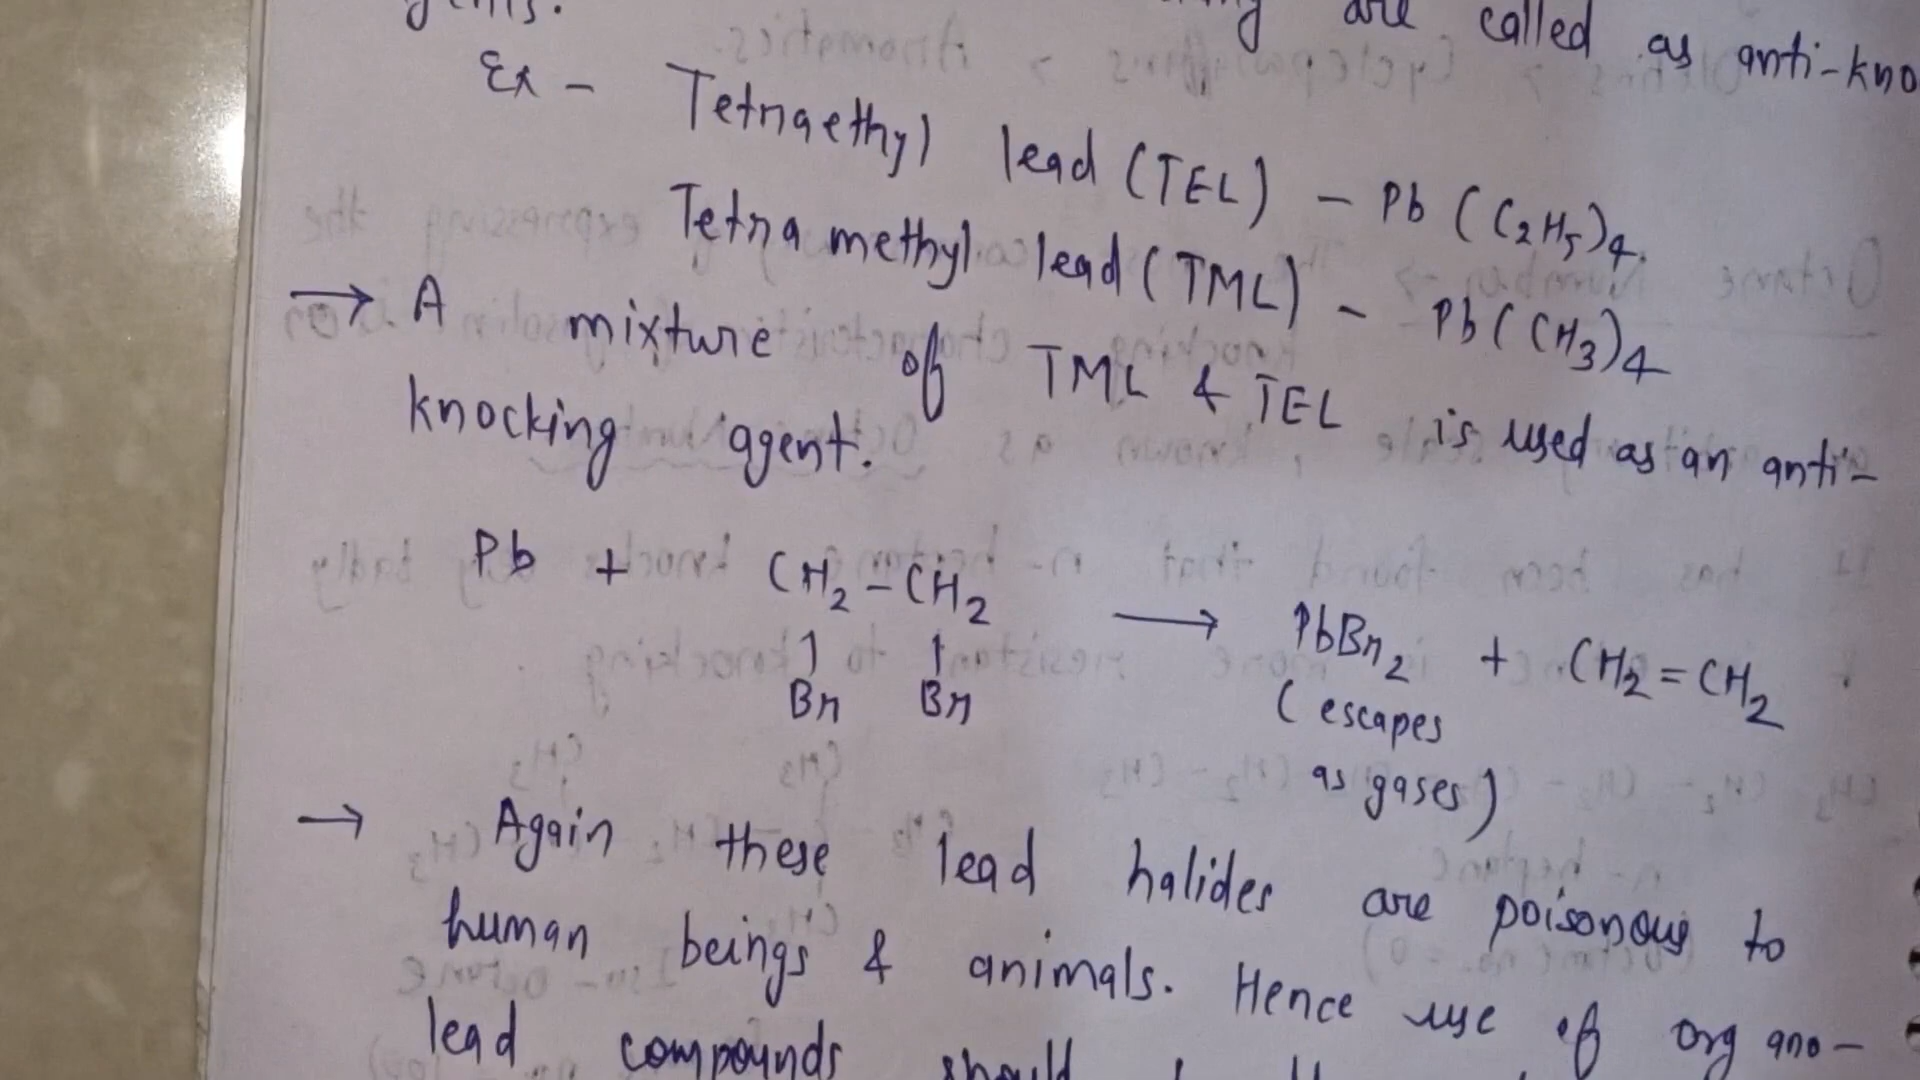 are called as anti-kno
Ex - Tetraethyl lead (TEL) - Pb (C₂H₅)₄.
Tetra methyl lead (TML) - Pb(CH₃)₄
→ A mixture of TML & TEL is used as an anti-
knocking agent.
Pb + CH₂-CH₂ → PbBr₂ + CH₂=CH₂
Br Br (escapes
as gases)
→ Again these lead halides are poisonous to
human beings & animals. Hence use of organo-
lead compounds should